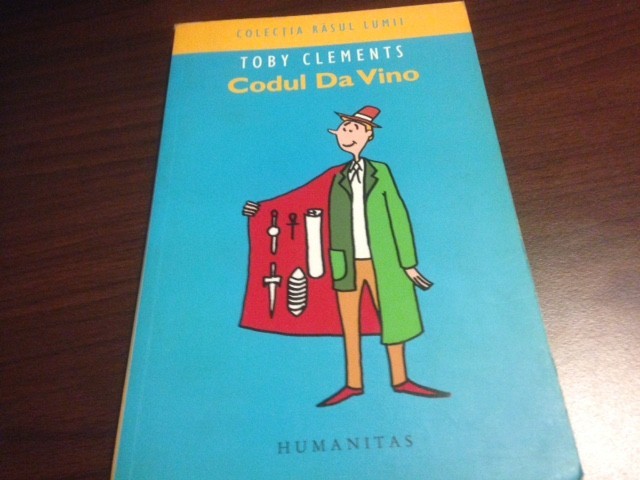 COLECȚIA RÂSUL LUMII
TOBY CLEMENTS
Codul Da Vino
HUMANITAS